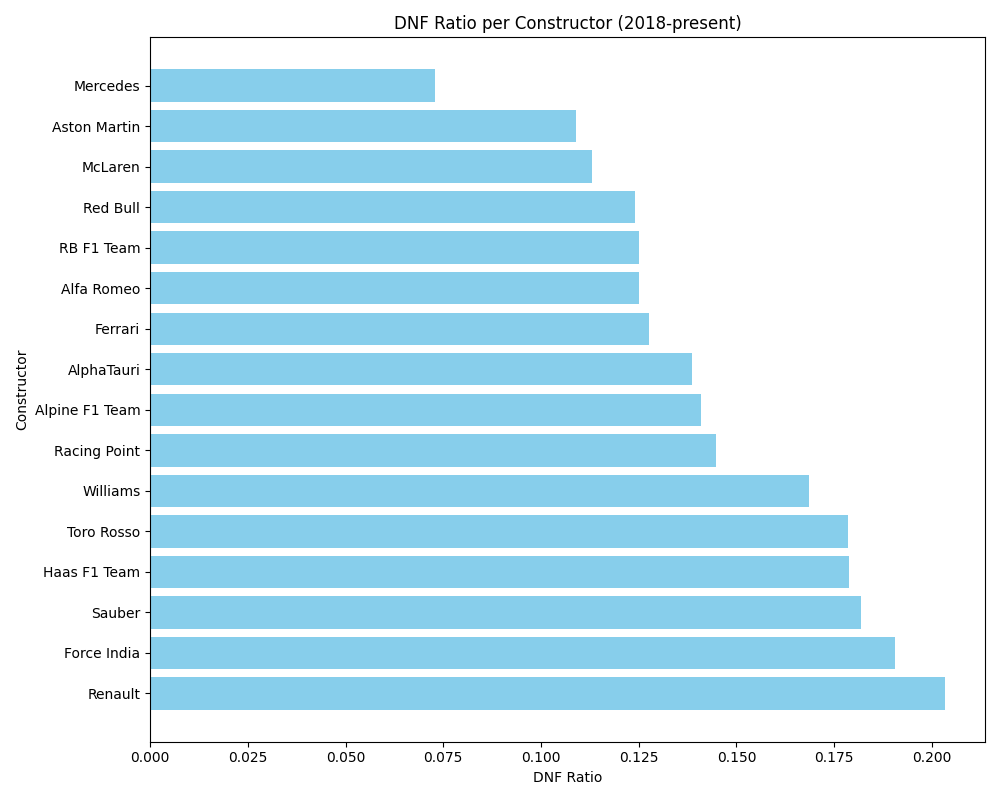 DNF Ratio per Constructor (2018-present)
Mercedes
Aston Martin
McLaren
Red Bull
RB F1 Team
Alfa Romeo
Ferrari
AlphaTauri
Alpine F1 Team
Racing Point
Williams
Toro Rosso
Haas F1 Team
Sauber
Force India
Renault
Constructor
0.000 0.025 0.050 0.075 0.100 0.125 0.150 0.175 0.200
DNF Ratio